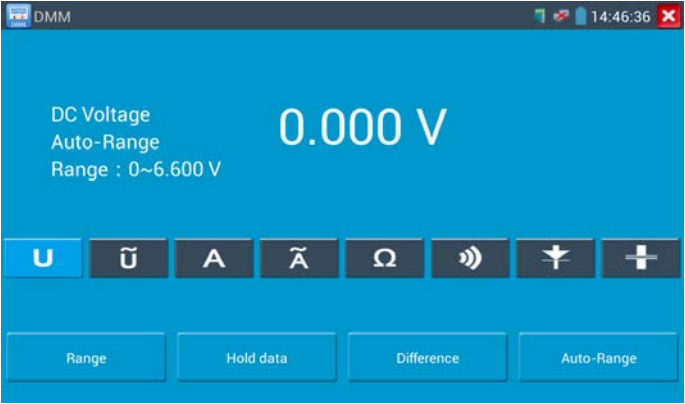 DMM
14:46:36
DC Voltage
Auto-Range
Range : 0~6.600 V
0.000 V
U Ũ A Ã Ω
Range Hold data Difference Auto-Range